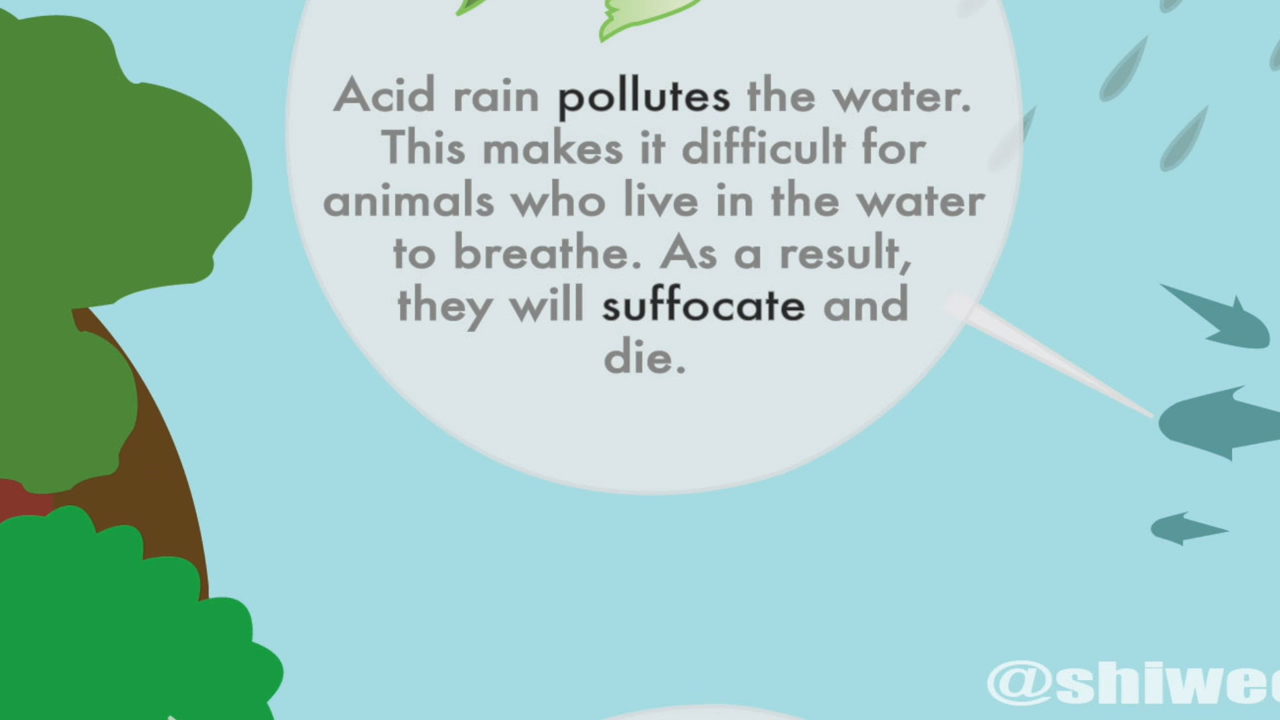 Acid rain pollutes the water.
This makes it difficult for
animals who live in the water
to breathe. As a result,
they will suffocate and
die.